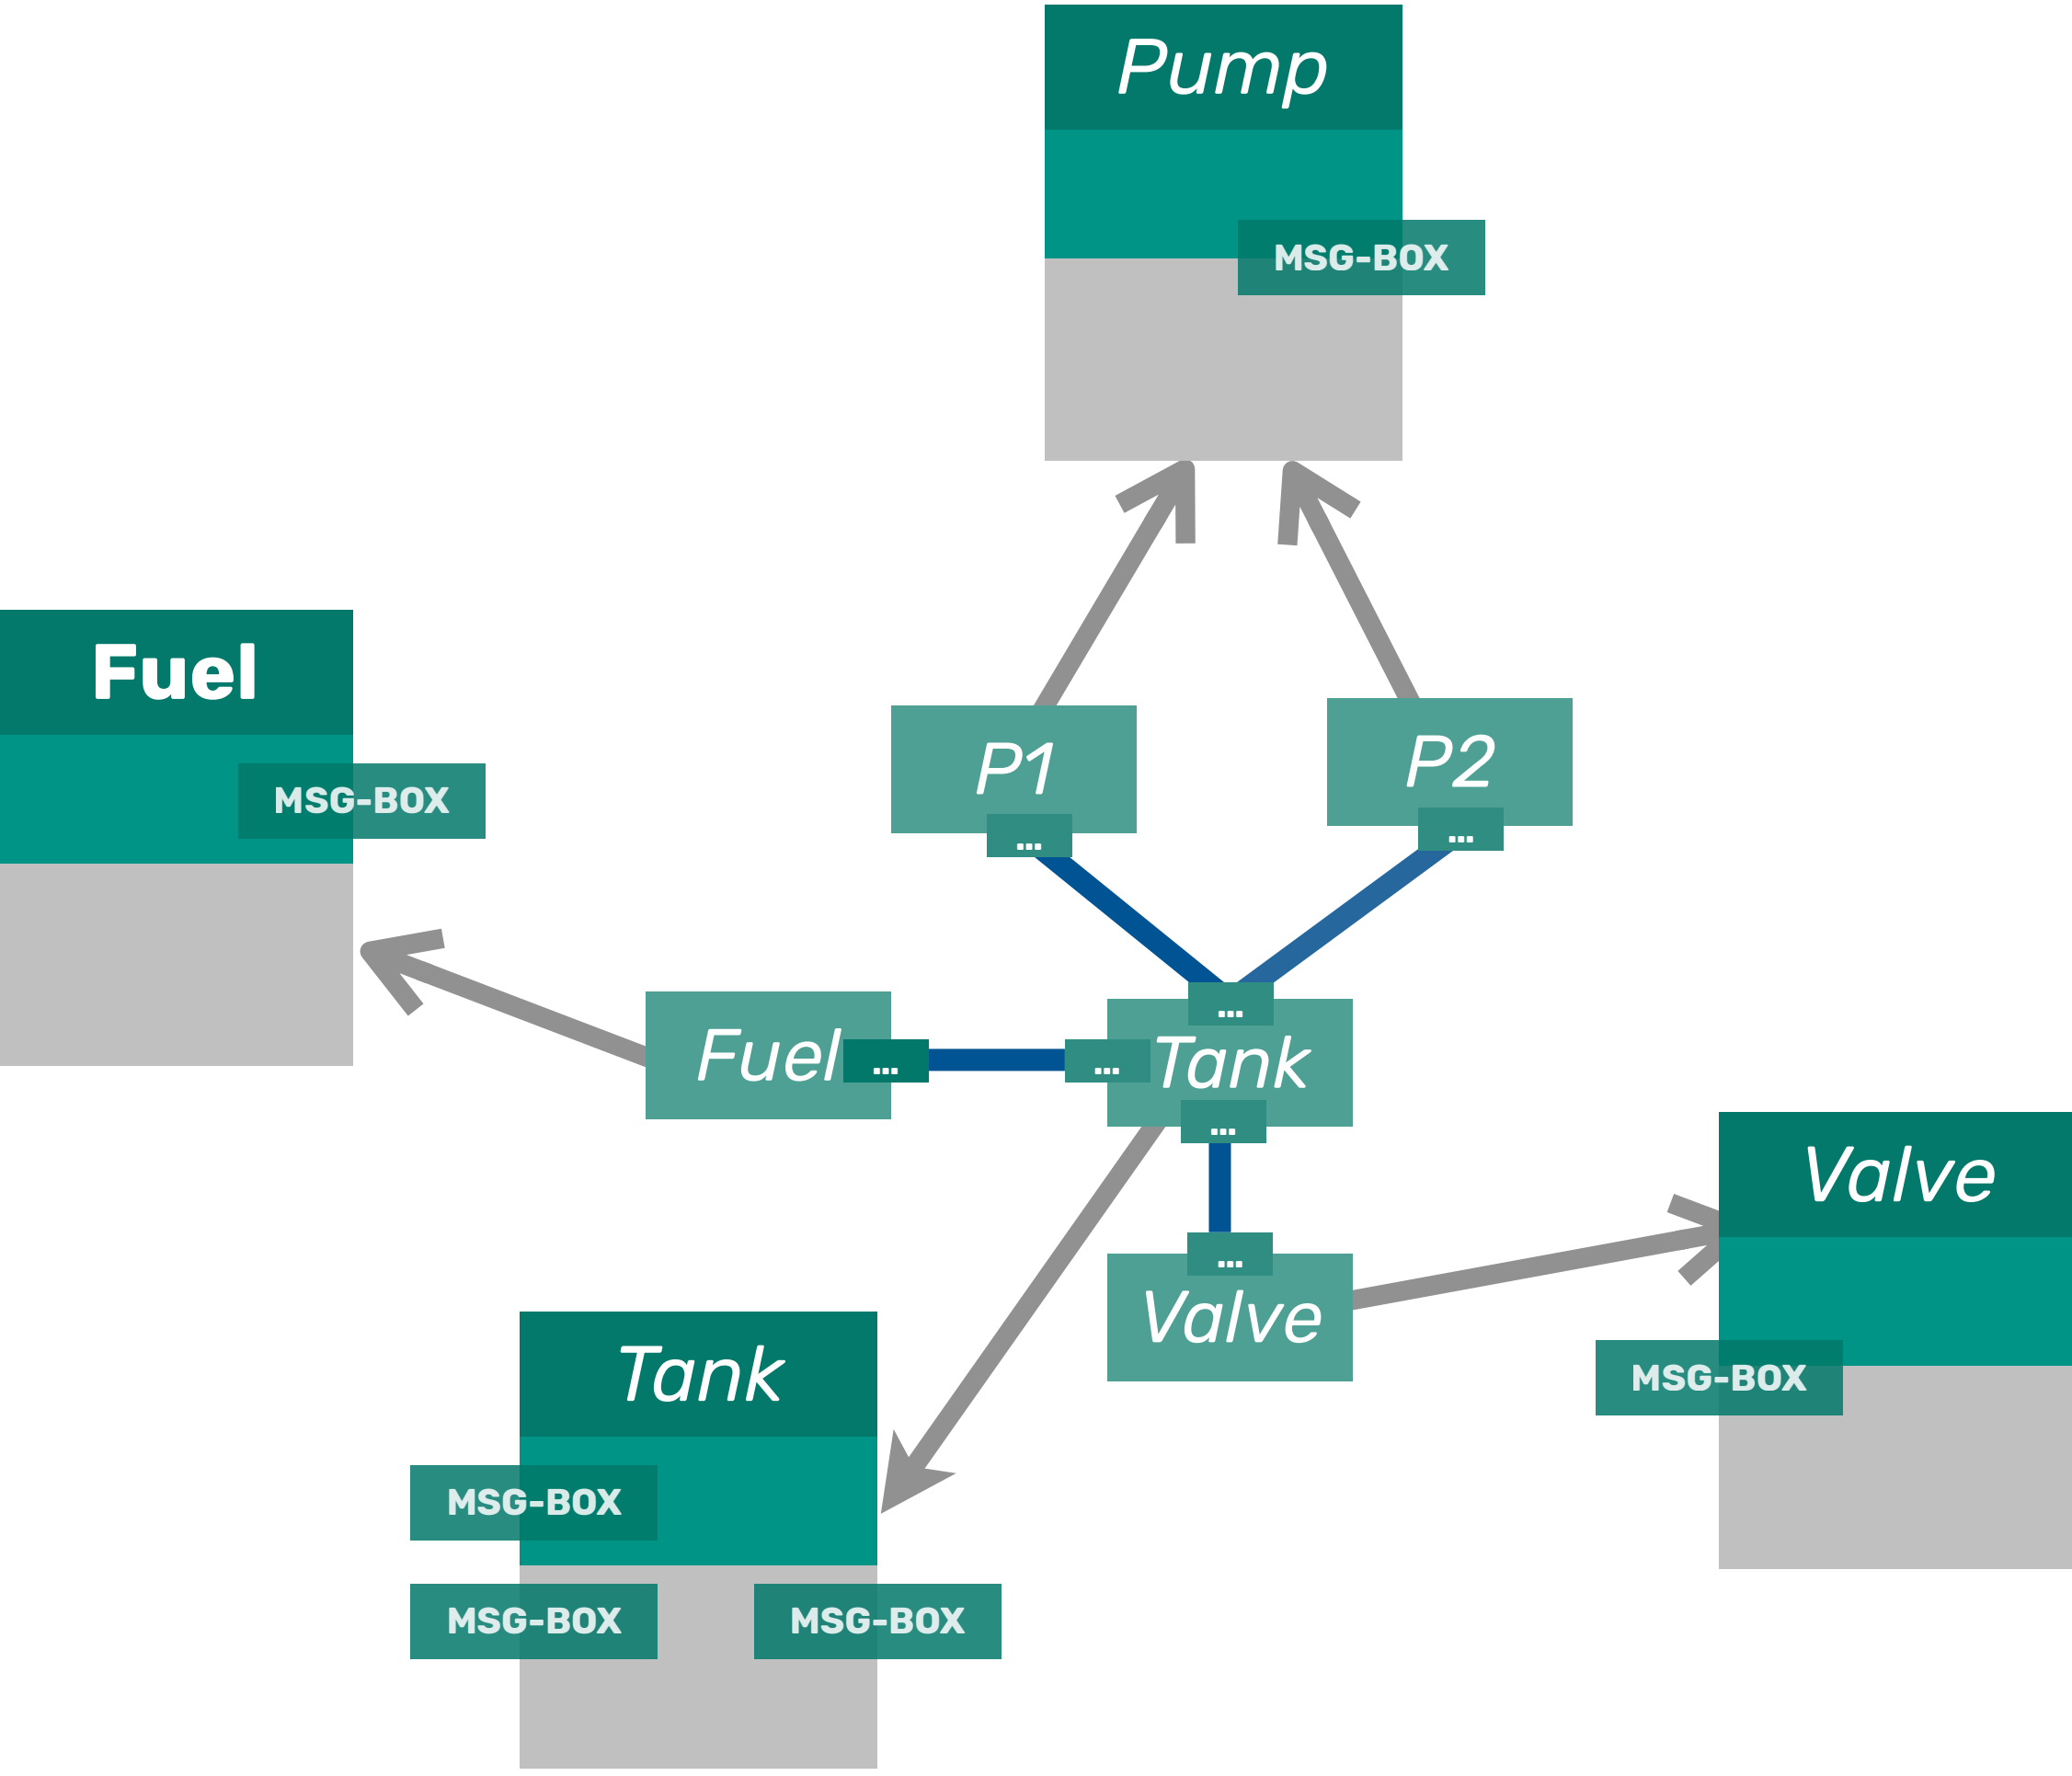 Pump
MSG-BOX
Fuel
MSG-BOX
P1
...
P2
...
Fuel
...
...
Tank
...
...
Valve
...
Valve
MSG-BOX
Tank
MSG-BOX
MSG-BOX
MSG-BOX